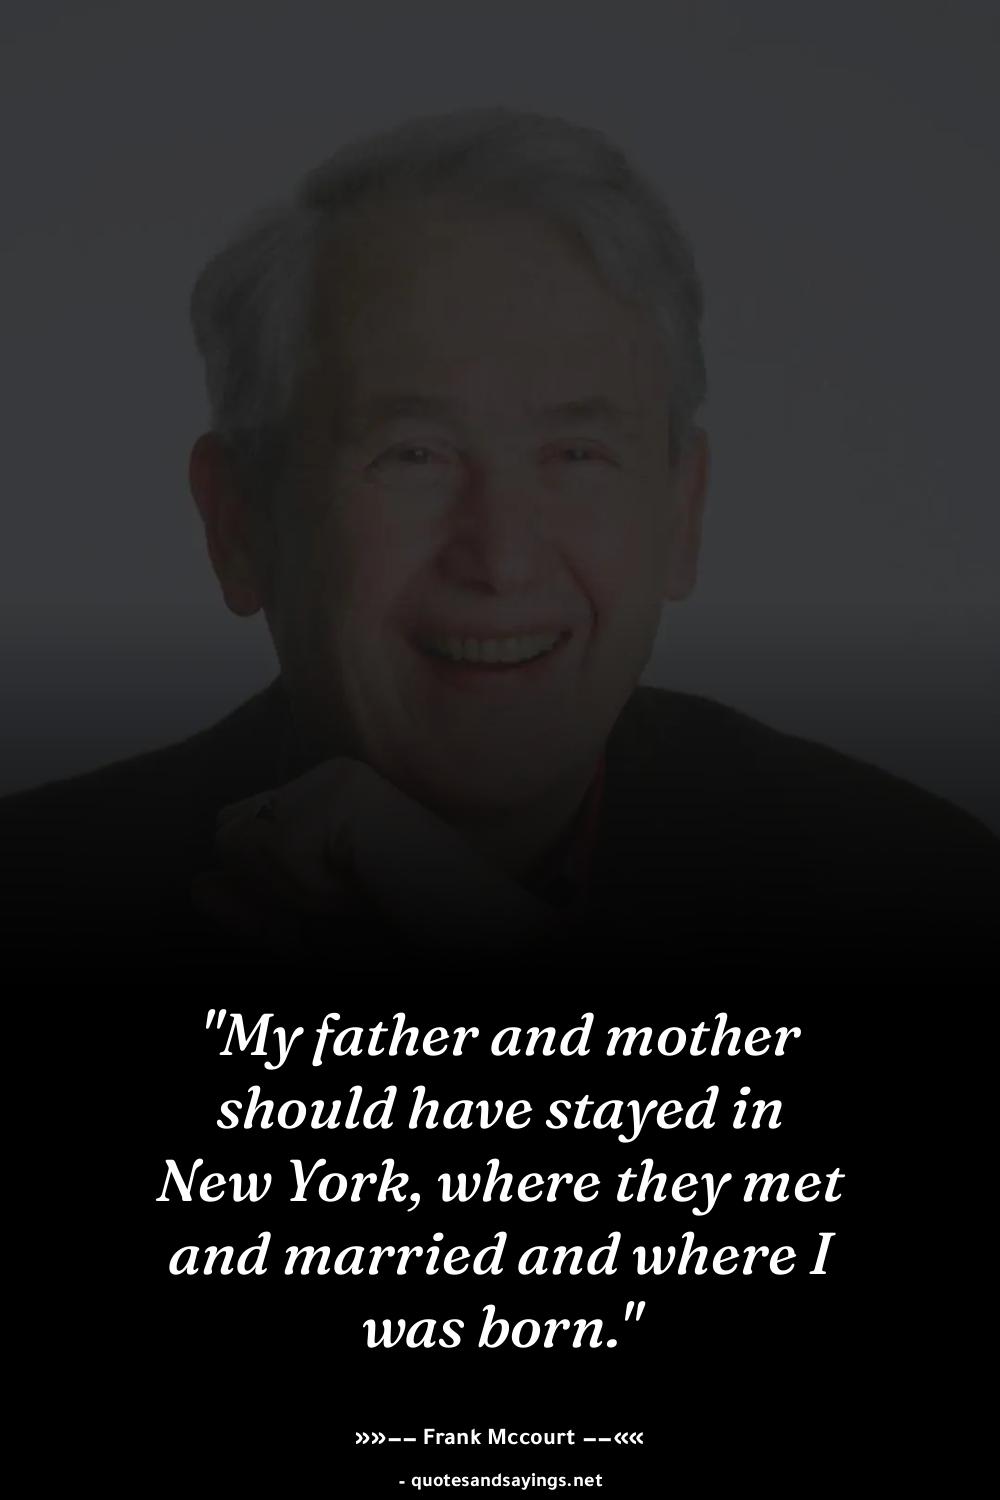 "My father and mother
should have stayed in
New York, where they met
and married and where I
was born."
»»–– Frank Mccourt ––««
- quotesandsayings.net